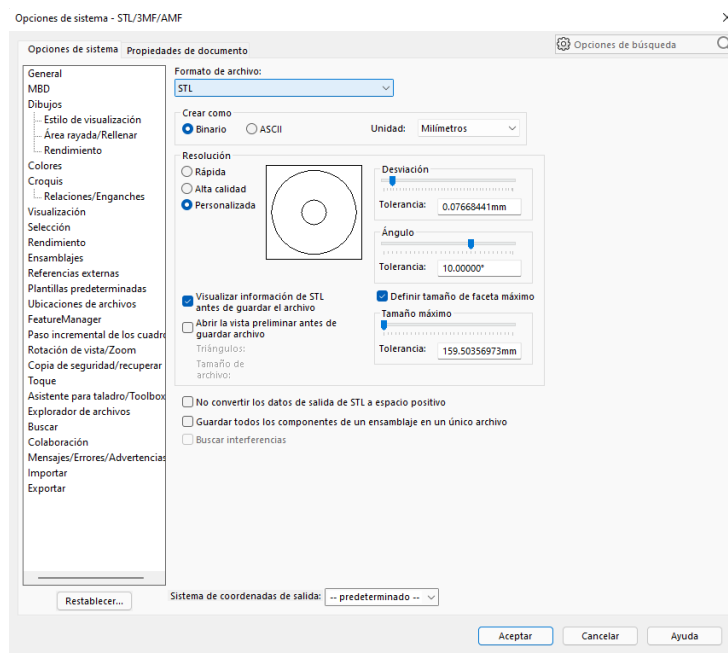 Opciones de sistema - STL/3MF/AMF
Opciones de sistema
Propiedades de documento
Opciones de búsqueda
General
MBD
Dibujos
Estilo de visualización
Área rayada/Rellenar
Rendimiento
Colores
Croquis
Relaciones/Enganches
Visualización
Selección
Rendimiento
Ensamblajes
Referencias externas
Plantillas predeterminadas
Ubicaciones de archivos
FeatureManager
Paso incremental de los cuadro
Rotación de vista/Zoom
Copia de seguridad/recuperar
Toque
Asistente para taladro/Toolbox
Explorador de archivos
Buscar
Colaboración
Mensajes/Errores/Advertencias
Importar
Exportar
Restablecer...
Formato de archivo:
STL
Crear como
Binario
ASCII
Unidad:
Milímetros
Resolución
Rápida
Alta calidad
Personalizada
Desviación
Tolerancia:
0.07668441mm
Ángulo
Tolerancia:
10.00000°
Visualizar información de STL
antes de guardar el archivo
Abrir la vista preliminar antes de
guardar archivo
Triángulos:
Tamaño de
archivo:
Definir tamaño de faceta máximo
Tamaño máximo
Tolerancia:
159.50356973mm
No convertir los datos de salida de STL a espacio positivo
Guardar todos los componentes de un ensamblaje en un único archivo
Buscar interferencias
Sistema de coordenadas de salida:
-- predeterminado --
Aceptar
Cancelar
Ayuda